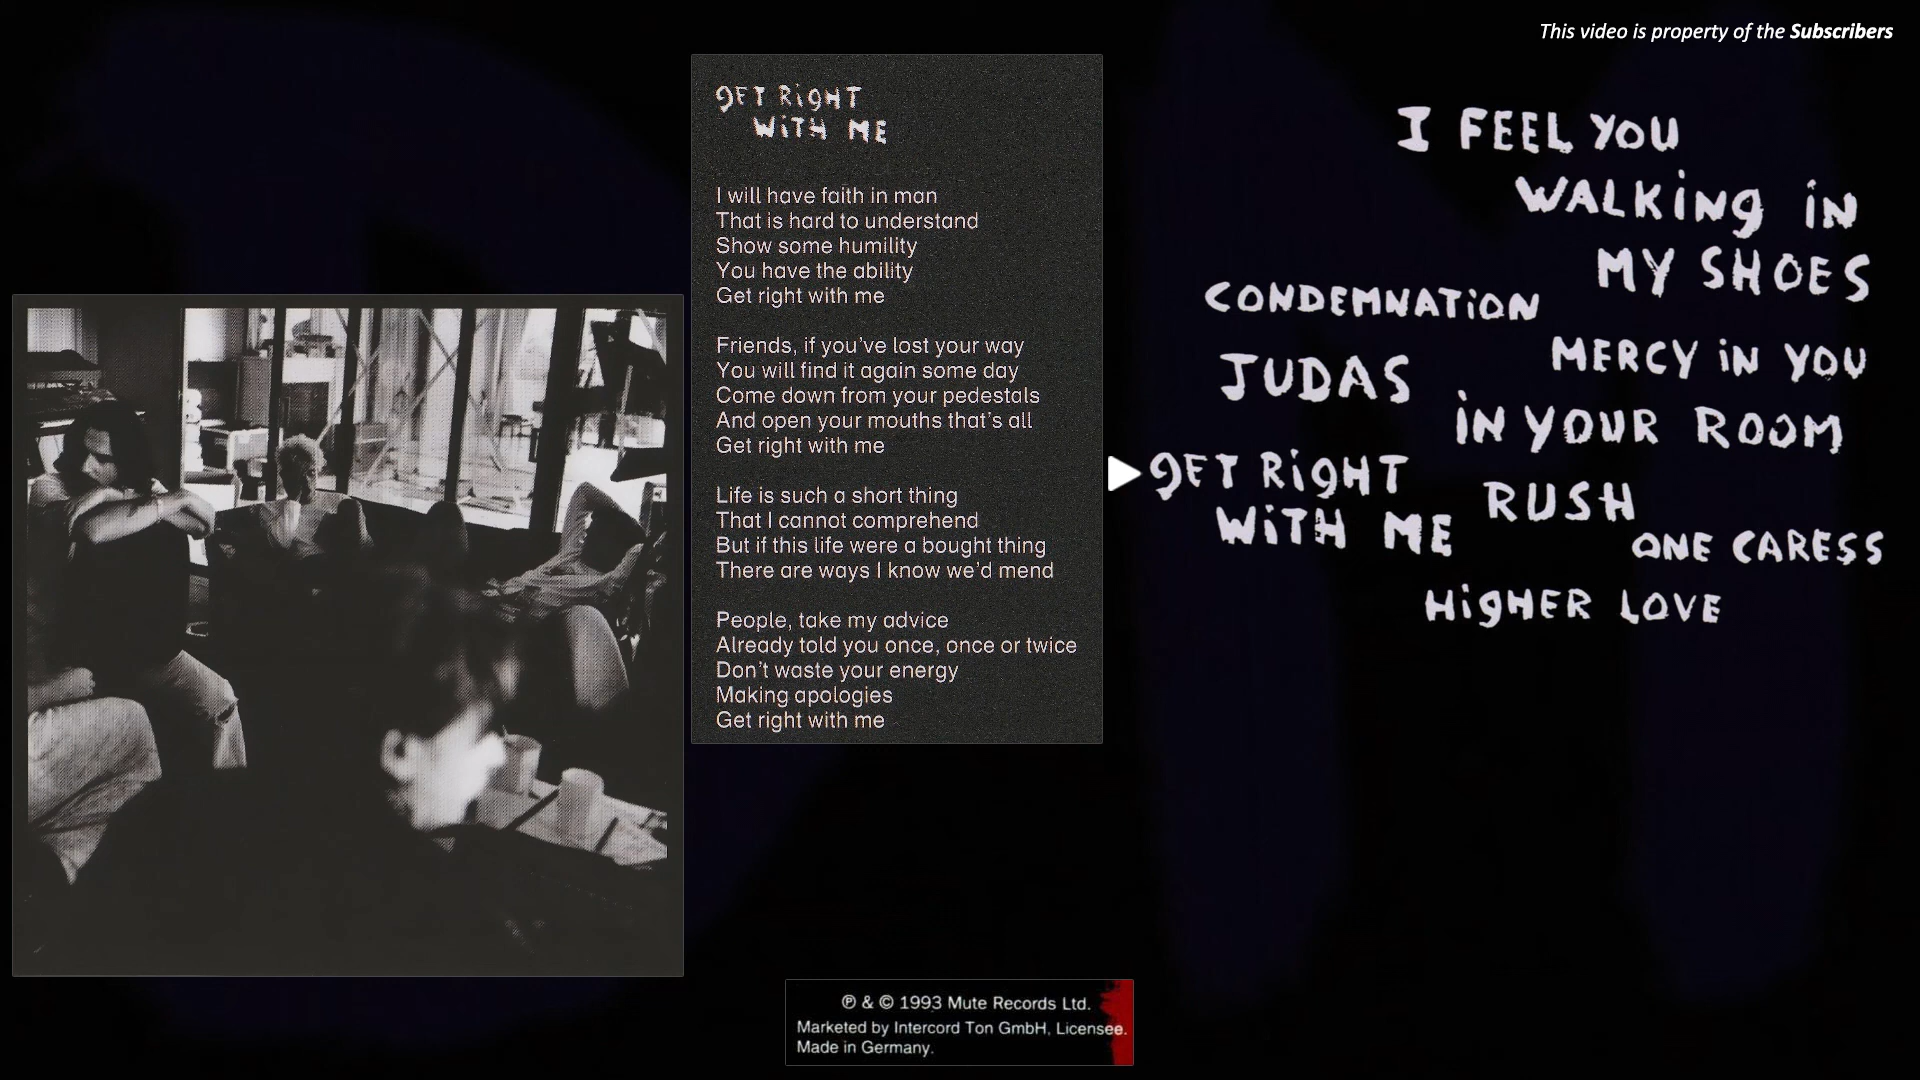 This video is property of the Subscribers
GET RiGHT
WiTH ME
I will have faith in man
That is hard to understand
Show some humility
You have the ability
Get right with me
Friends, if you've lost your way
You will find it again some day
Come down from your pedestals
And open your mouths that's all
Get right with me
Life is such a short thing
That I cannot comprehend
But if this life were a bought thing
There are ways I know we'd mend
People, take my advice
Already told you once, once or twice
Don't waste your energy
Making apologies
Get right with me
I FEEL YOU
WALKiNg iN
MY SHOES
CONDEMNATiON
MERCY iN YOU
JUDAS
iN YOUR ROOM
gET RigHT
WiTH ME
RUSH
ONE CARESS
HigHER LOVE
℗ & © 1993 Mute Records Ltd.
Marketed by Intercord Ton GmbH, Licensee.
Made in Germany.